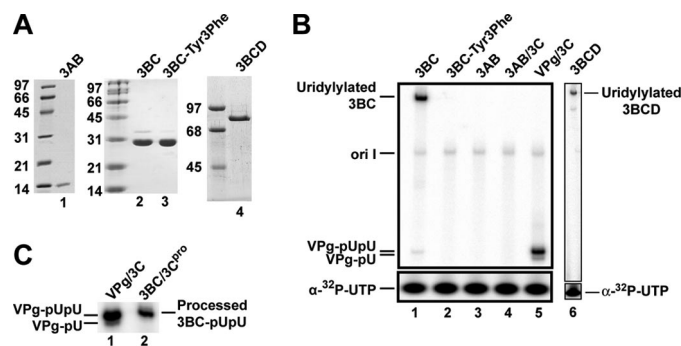 A
3AB
3BC
3BC-Tyr3Phe
3BCD
97
66
45
31
21
14
97
66
45
31
21
14
97
68
45
1
2
3
4
B
3BC
3BC-Tyr3Phe
3AB
3AB/3C
VPg/3C
3BCD
Uridylylated
3BC
ori I
VPg-pUpU
VPg-pU
α-³²P-UTP
1
2
3
4
5
6
Uridylylated
3BCD
α-³²P-UTP
C
VPg/3C
3BC/3Cᵖʳᵒ
VPg-pUpU
VPg-pU
Processed
3BC-pUpU
1
2